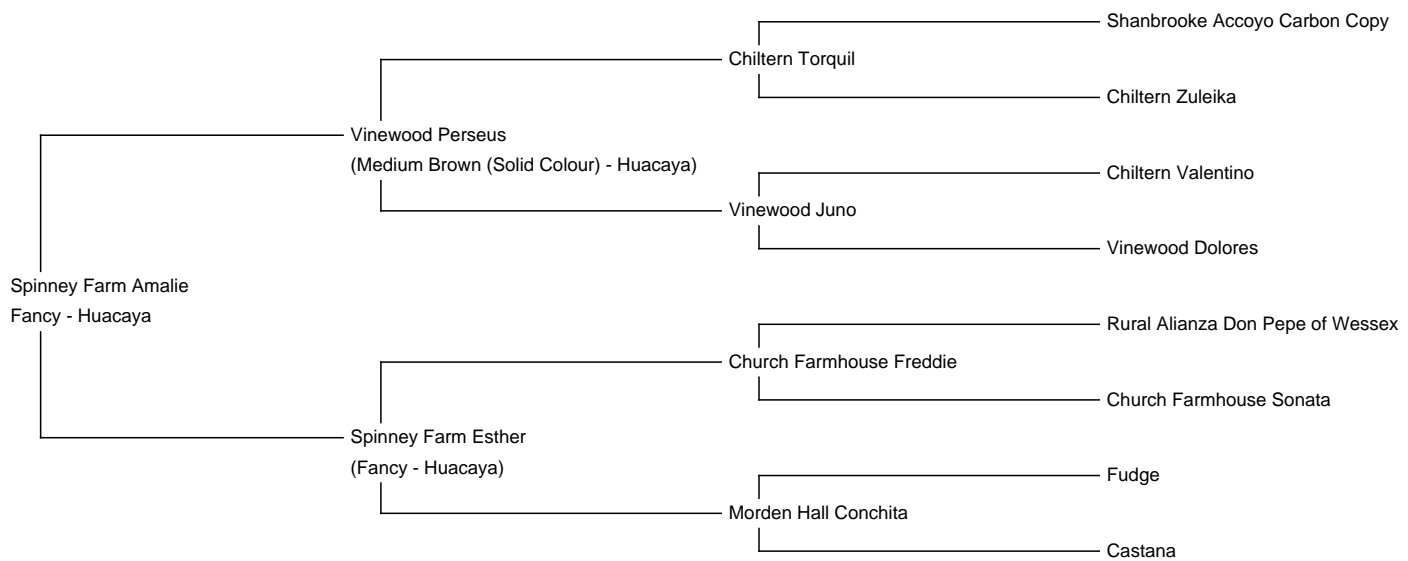 Shanbrooke Accoyo Carbon Copy
Chiltern Torquil
Chiltern Zuleika
Vinewood Perseus
(Medium Brown (Solid Colour) - Huacaya)
Chiltern Valentino
Vinewood Juno
Vinewood Dolores
Spinney Farm Amalie
Fancy - Huacaya
Rural Alianza Don Pepe of Wessex
Church Farmhouse Freddie
Church Farmhouse Sonata
Spinney Farm Esther
(Fancy - Huacaya)
Fudge
Morden Hall Conchita
Castana